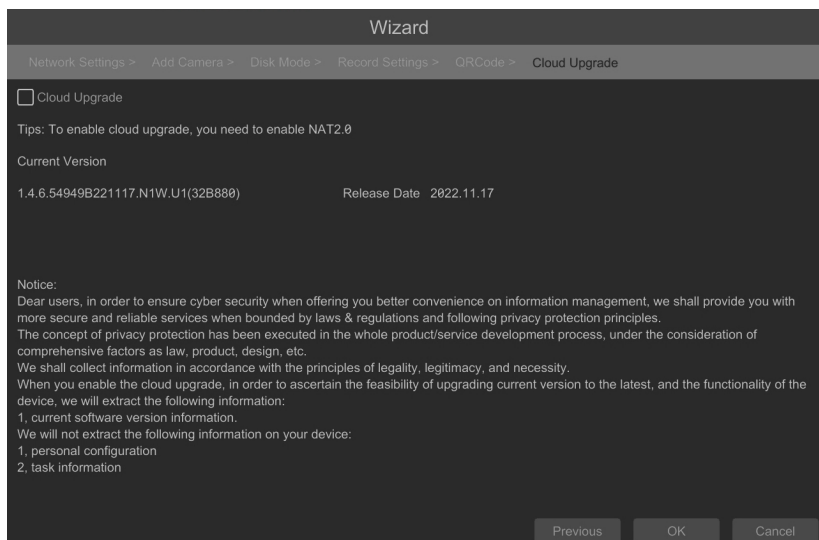 Wizard
Network Settings > Add Camera > Disk Mode > Record Settings > QRCode > Cloud Upgrade
Cloud Upgrade
Tips: To enable cloud upgrade, you need to enable NAT2.0
Current Version
1.4.6.54949B221117.N1W.U1(32B880) Release Date 2022.11.17
Notice:
Dear users, in order to ensure cyber security when offering you better convenience on information management, we shall provide you with
more secure and reliable services when bounded by laws & regulations and following privacy protection principles.
The concept of privacy protection has been executed in the whole product/service development process, under the consideration of
comprehensive factors as law, product, design, etc.
We shall collect information in accordance with the principles of legality, legitimacy, and necessity.
When you enable the cloud upgrade, in order to ascertain the feasibility of upgrading current version to the latest, and the functionality of the
device, we will extract the following information:
1, current software version information.
We will not extract the following information on your device:
1, personal configuration
2, task information
Previous OK Cancel